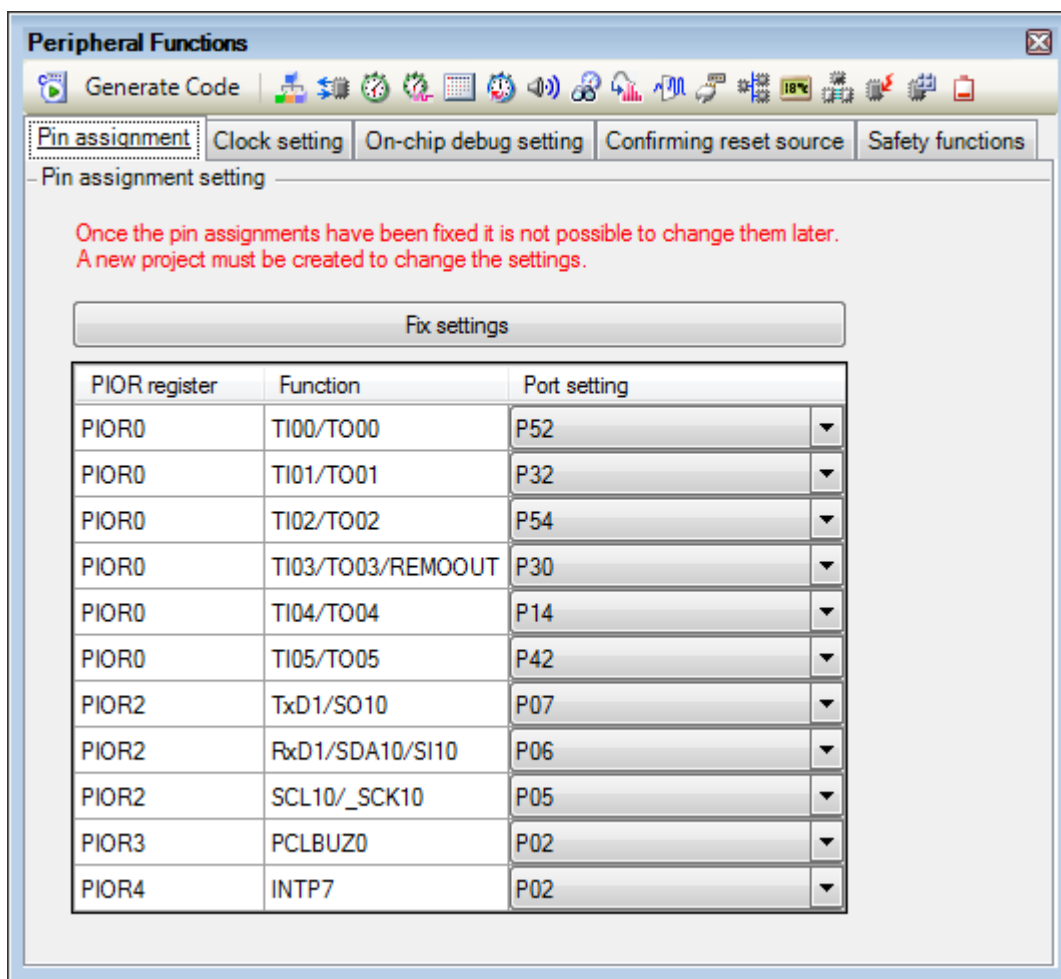 Peripheral Functions
Generate Code
Pin assignment Clock setting On-chip debug setting Confirming reset source Safety functions
Pin assignment setting
Once the pin assignments have been fixed it is not possible to change them later.
A new project must be created to change the settings.
Fix settings
PIOR register Function Port setting
PIOR0 TI00/TO00 P52
PIOR0 TI01/TO01 P32
PIOR0 TI02/TO02 P54
PIOR0 TI03/TO03/REMOOUT P30
PIOR0 TI04/TO04 P14
PIOR0 TI05/TO05 P42
PIOR2 TxD1/SO10 P07
PIOR2 RxD1/SDA10/SI10 P06
PIOR2 SCL10/_SCK10 P05
PIOR3 PCLBUZ0 P02
PIOR4 INTP7 P02